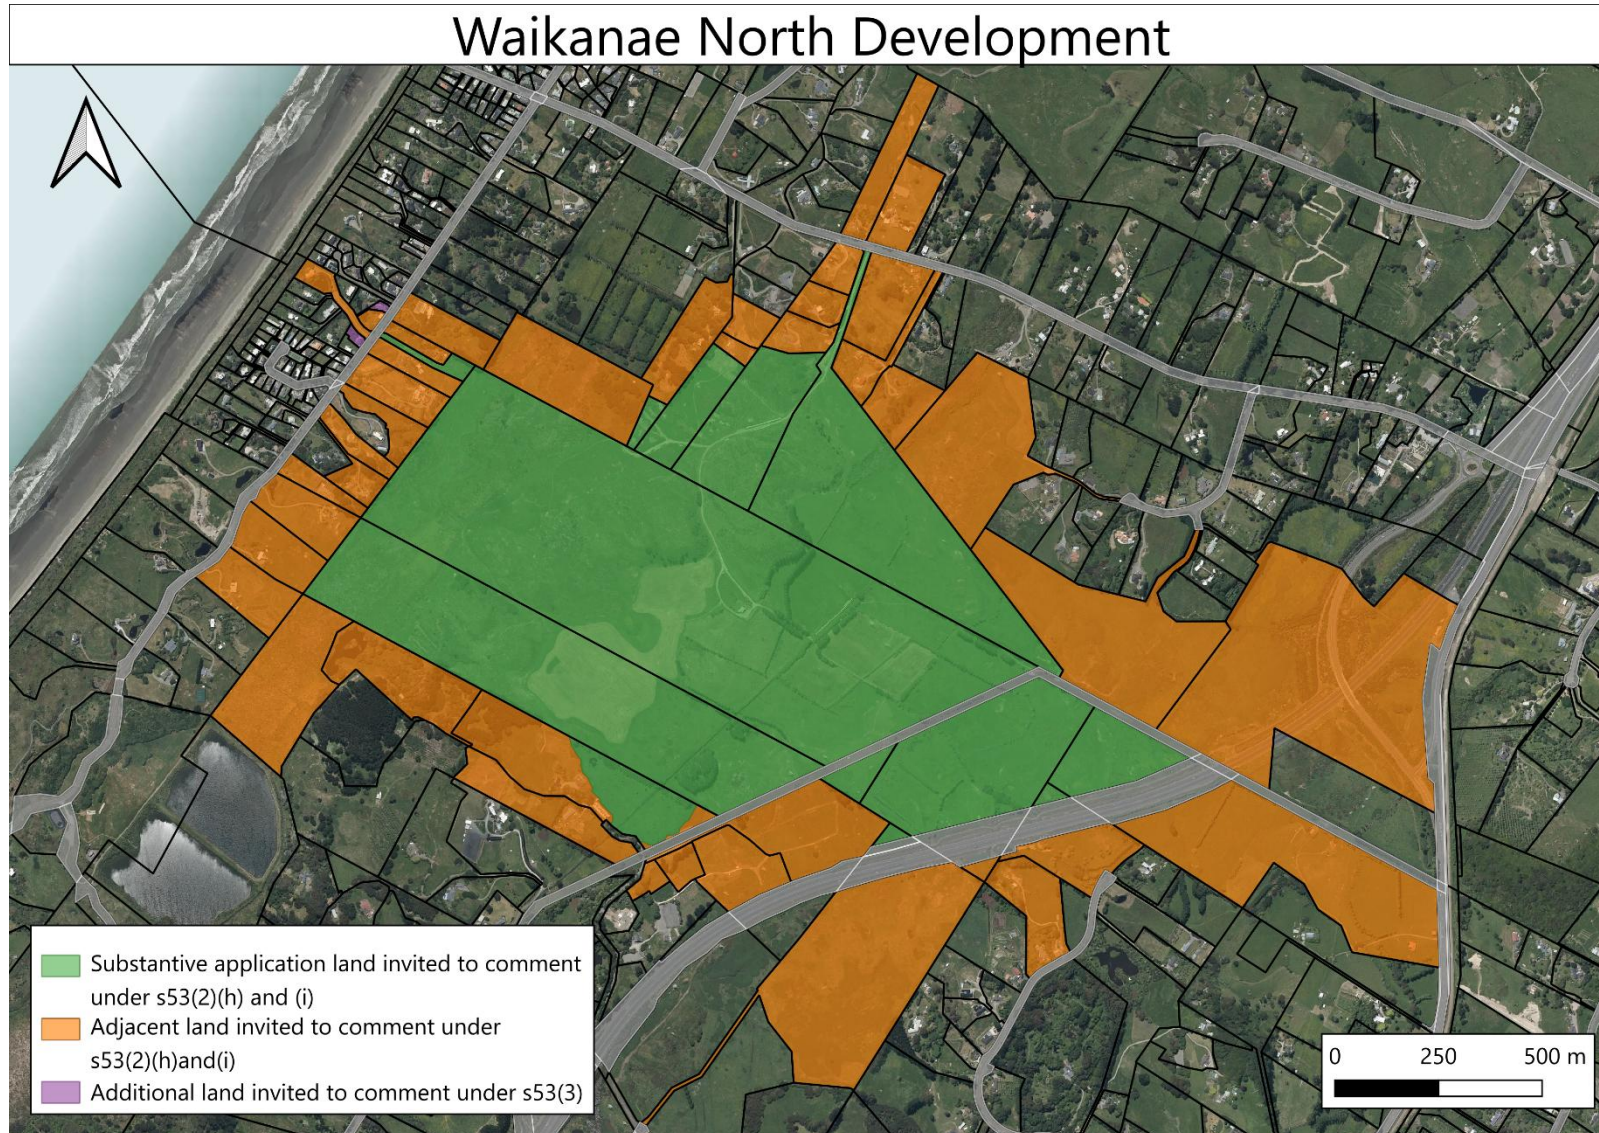 Waikanae North Development
Substantive application land invited to comment
under s53(2)(h) and (i)
Adjacent land invited to comment under
s53(2)(h)and(i)
Additional land invited to comment under s53(3)
0 250 500 m